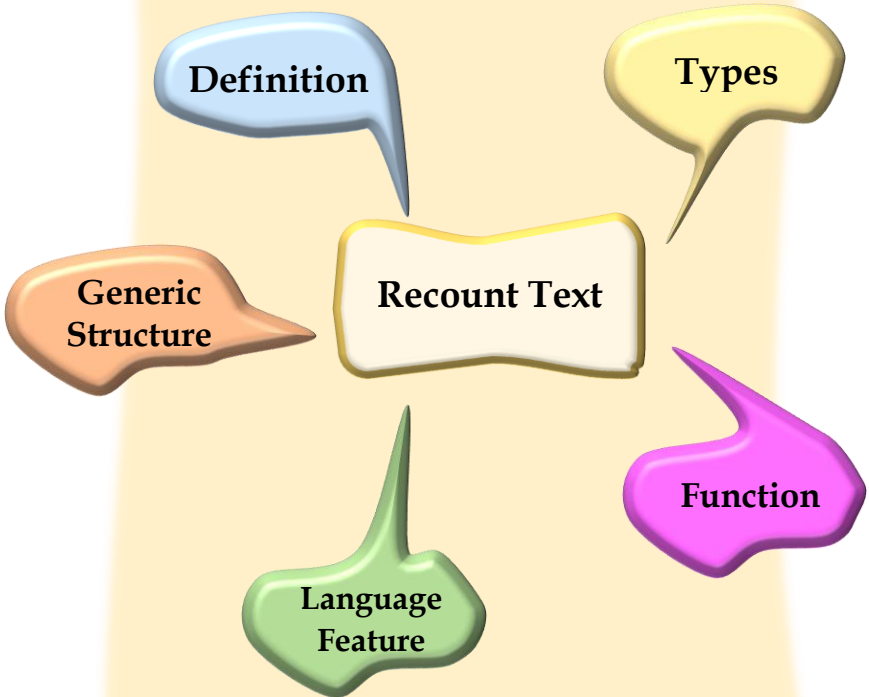 Definition
Types
Generic
Structure
Recount Text
Function
Language
Feature